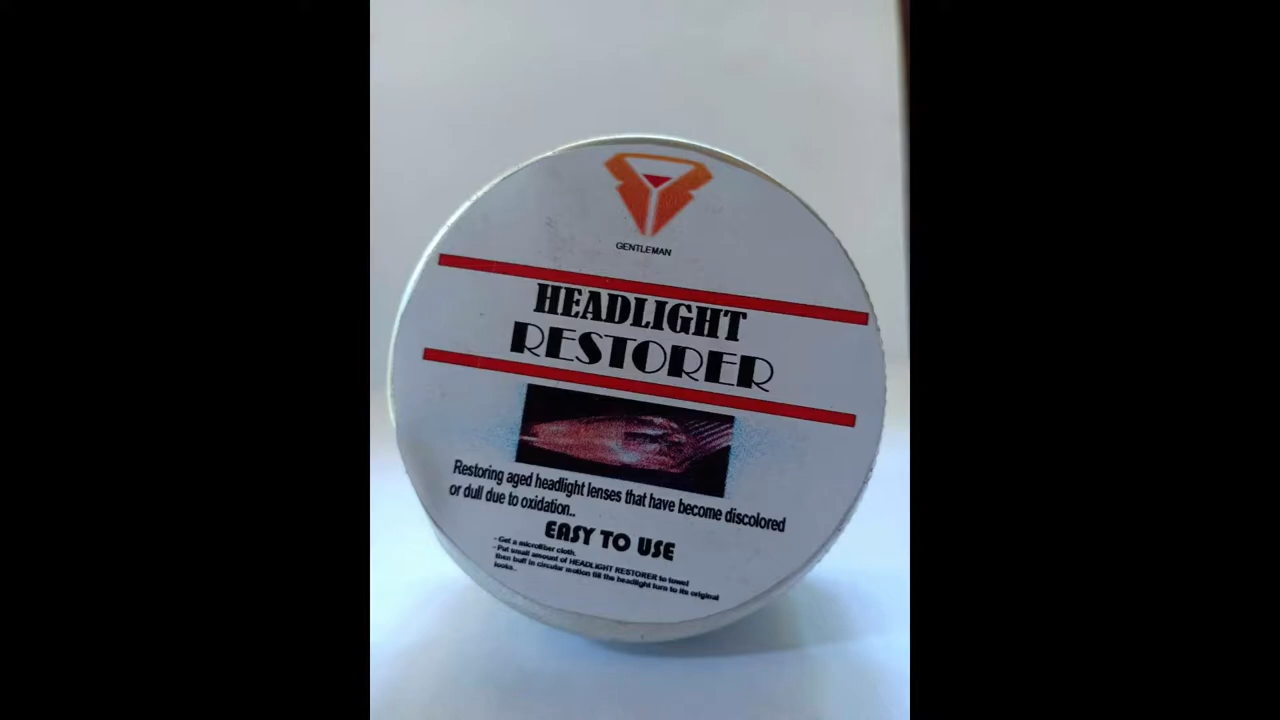 GENTLEMAN
HEADLIGHT
RESTORER
Restoring aged headlight lenses that have become discolored
or dull due to oxidation..
EASY TO USE
- Get a microfiber cloth.
- Put small amount of HEADLIGHT RESTORER to towel
then buff in circular motion till the headlight turn to its original
looks..